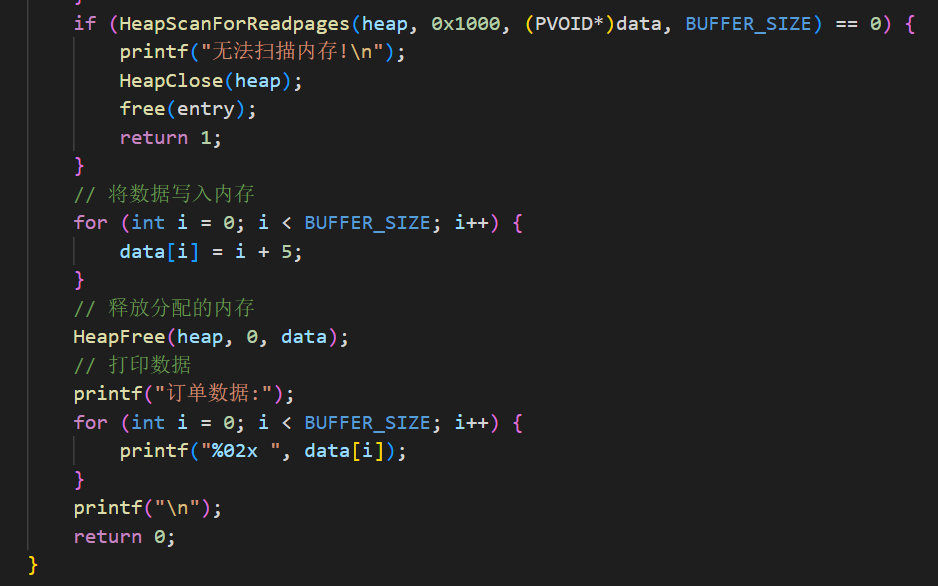 if (HeapScanForReadpages(heap, 0x1000, (PVOID*)data, BUFFER_SIZE) == 0) {
printf("无法扫描内存!\n");
HeapClose(heap);
free(entry);
return 1;
}
// 将数据写入内存
for (int i = 0; i < BUFFER_SIZE; i++) {
data[i] = i + 5;
}
// 释放分配的内存
HeapFree(heap, 0, data);
// 打印数据
printf("订单数据:");
for (int i = 0; i < BUFFER_SIZE; i++) {
printf("%02x ", data[i]);
}
printf("\n");
return 0;
}